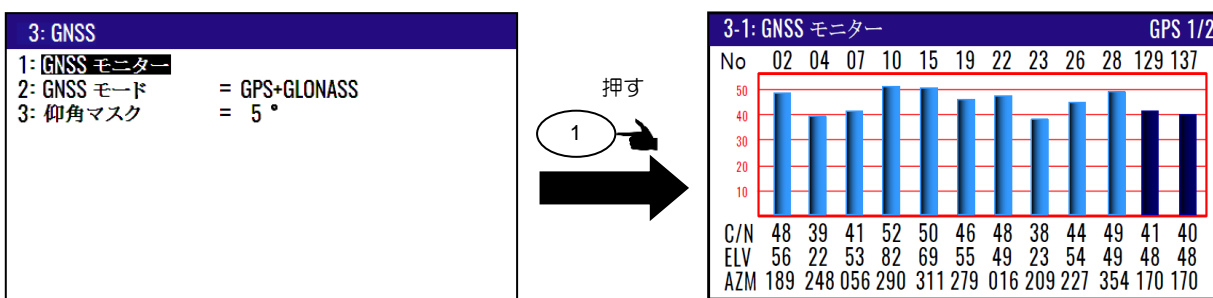 3: GNSS
1: GNSS モニター
2: GNSS モード = GPS+GLONASS
3: 仰角マスク = 5 °
押す
1
3-1: GNSS モニター GPS 1/2
No 02 04 07 10 15 19 22 23 26 28 129 137
50
40
30
20
10
C/N 48 39 41 52 50 46 48 38 44 49 41 40
ELV 56 22 53 82 69 55 49 23 54 49 48 48
AZM 189 248 056 290 311 279 016 209 227 354 170 170